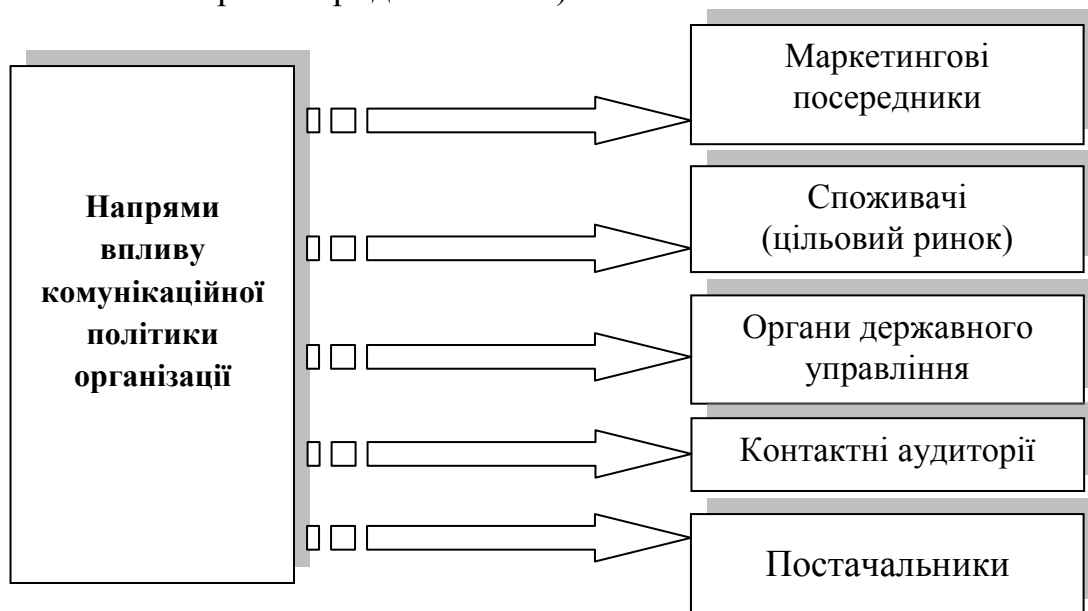 Напрями
впливу
комунікаційної
політики
організації
Маркетингові
посередники
Споживачі
(цільовий ринок)
Органи державного
управління
Контактні аудиторії
Постачальники